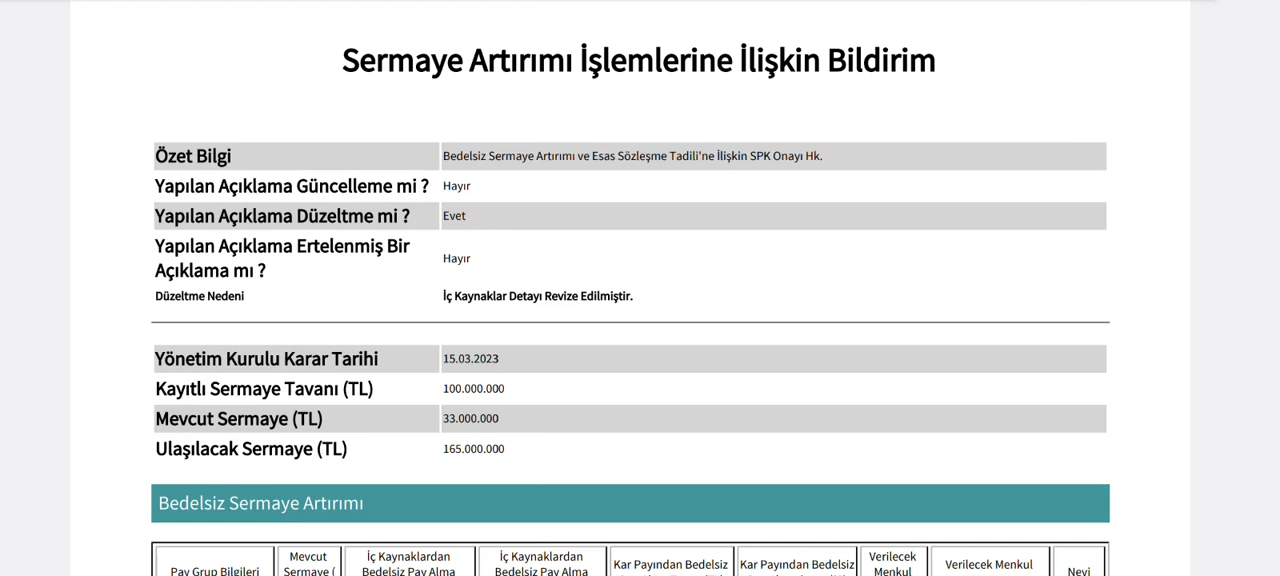 Sermaye Artırımı İşlemlerine İlişkin Bildirim
Özet Bilgi Bedelsiz Sermaye Artırımı ve Esas Sözleşme Tadili'ne İlişkin SPK Onayı Hk.
Yapılan Açıklama Güncelleme mi ? Hayır
Yapılan Açıklama Düzeltme mi ? Evet
Yapılan Açıklama Ertelenmiş Bir
Açıklama mı ? Hayır
Düzeltme Nedeni İç Kaynaklar Detayı Revize Edilmiştir.
Yönetim Kurulu Karar Tarihi 15.03.2023
Kayıtlı Sermaye Tavanı (TL) 100.000.000
Mevcut Sermaye (TL) 33.000.000
Ulaşılacak Sermaye (TL) 165.000.000
Bedelsiz Sermaye Artırımı
Mevcut İç Kaynaklardan İç Kaynaklardan Kar Payından Bedelsiz Kar Payından Bedelsiz Verilecek Verilecek Menkul
Pay Grup Bilgileri Sermaye ( Bedelsiz Pay Alma Bedelsiz Pay Alma Menkul Nevi